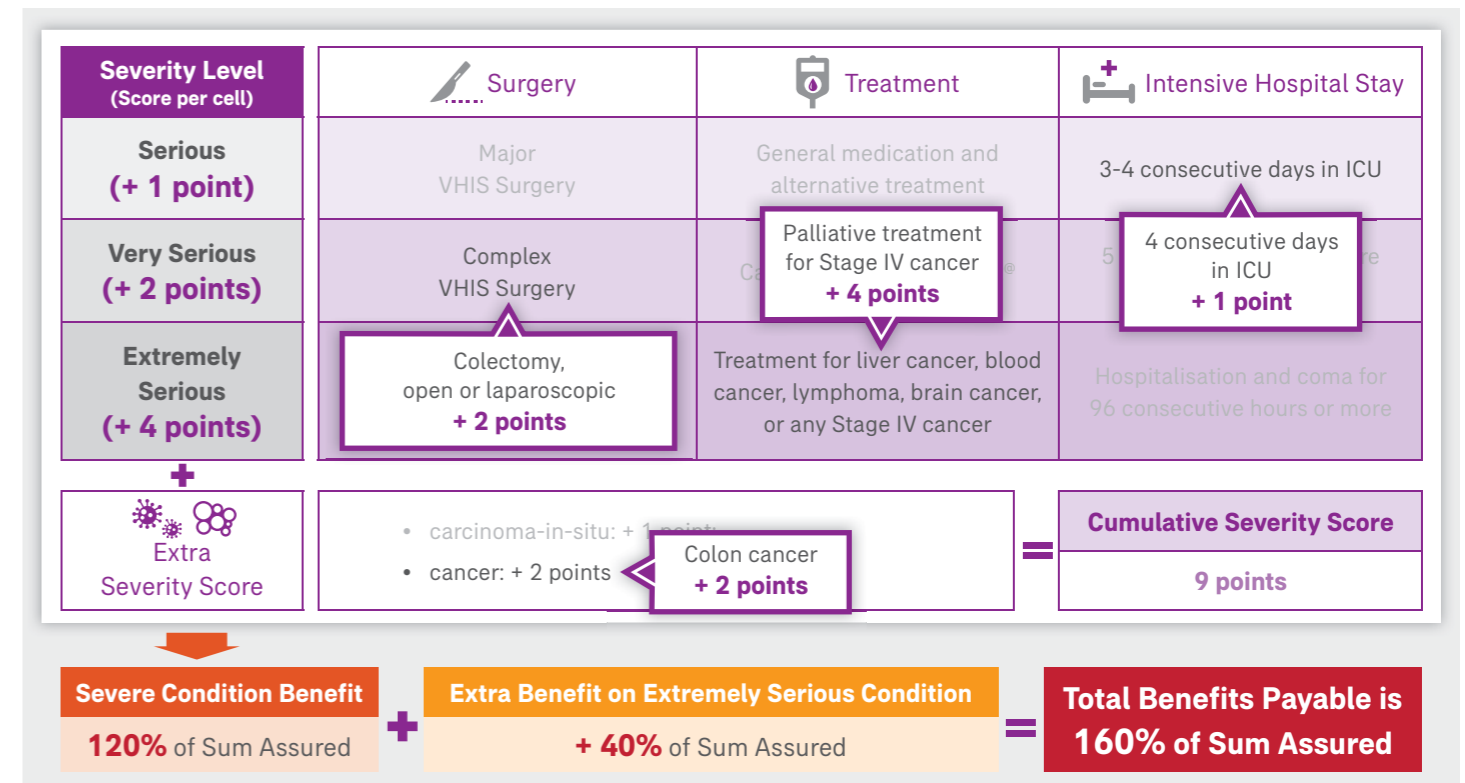 Severity Level
(Score per cell)
Surgery
Treatment
Intensive Hospital Stay
Serious
(+ 1 point)
Major
VHIS Surgery
General medication and
alternative treatment
3-4 consecutive days in ICU
Very Serious
(+ 2 points)
Complex
VHIS Surgery
Palliative treatment
for Stage IV cancer
+ 4 points
5
4 consecutive days
in ICU
+ 1 point
Extremely
Serious
(+ 4 points)
Colectomy,
open or laparoscopic
+ 2 points
Treatment for liver cancer, blood
cancer, lymphoma, brain cancer,
or any Stage IV cancer
Hospitalisation and coma for
96 consecutive hours or more
+
Extra
Severity Score
• carcinoma-in-situ: + 1 point;
• cancer: + 2 points
Colon cancer
+ 2 points
=
Cumulative Severity Score
9 points
Severe Condition Benefit
120% of Sum Assured
+
Extra Benefit on Extremely Serious Condition
+ 40% of Sum Assured
=
Total Benefits Payable is
160% of Sum Assured